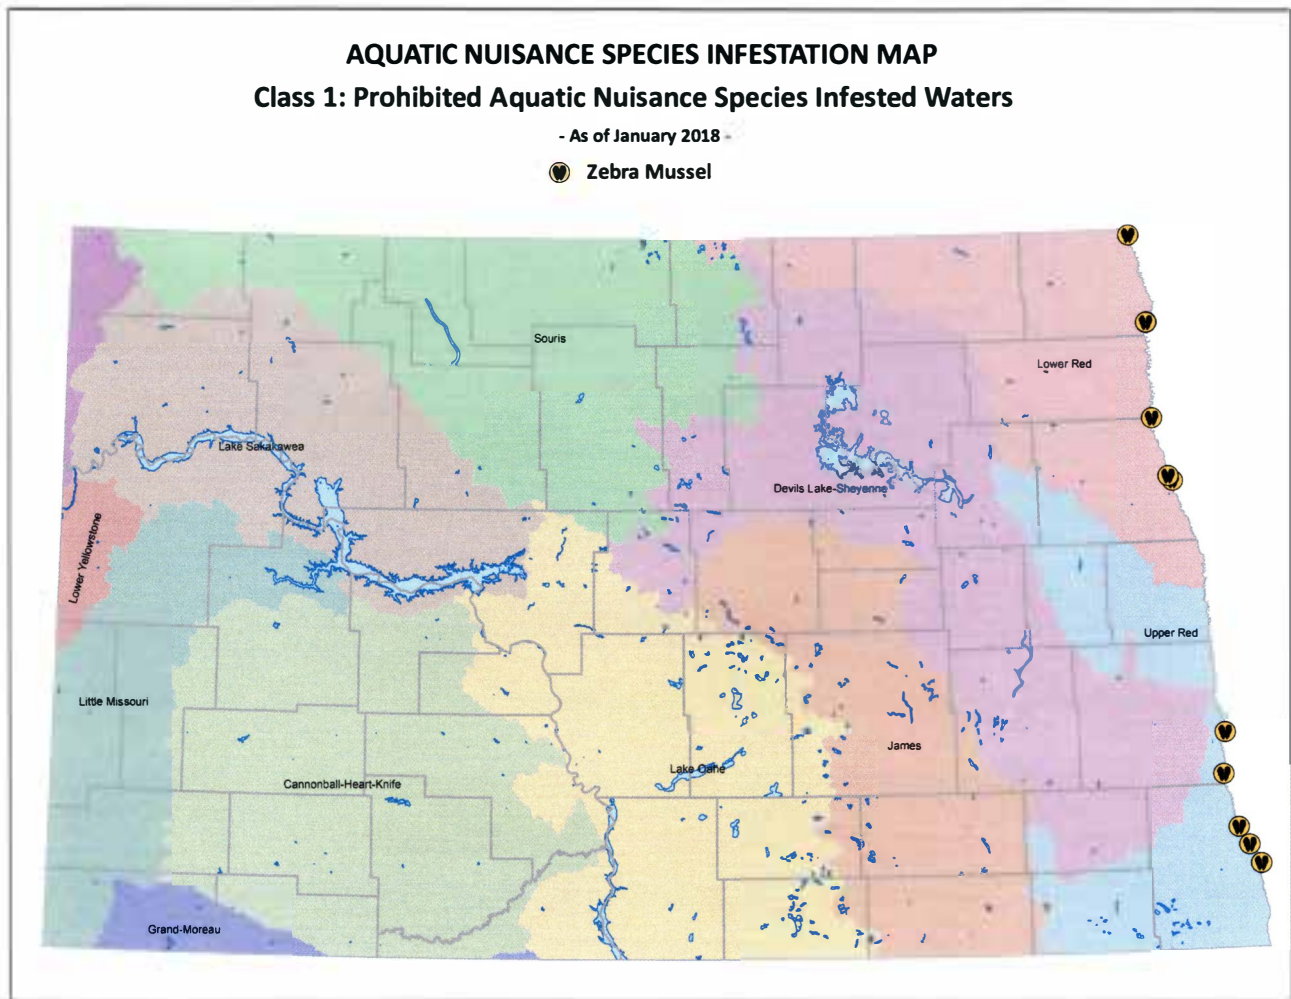 AQUATIC NUISANCE SPECIES INFESTATION MAP
Class 1: Prohibited Aquatic Nuisance Species Infested Waters
- As of January 2018 -
Zebra Mussel
Souris
Lower Red
Lake Sakakawea
Devils Lake-Sheyenne
Lower Yellowstone
Upper Red
Little Missouri
James
Lake Oahe
Cannonball-Heart-Knife
Grand-Moreau